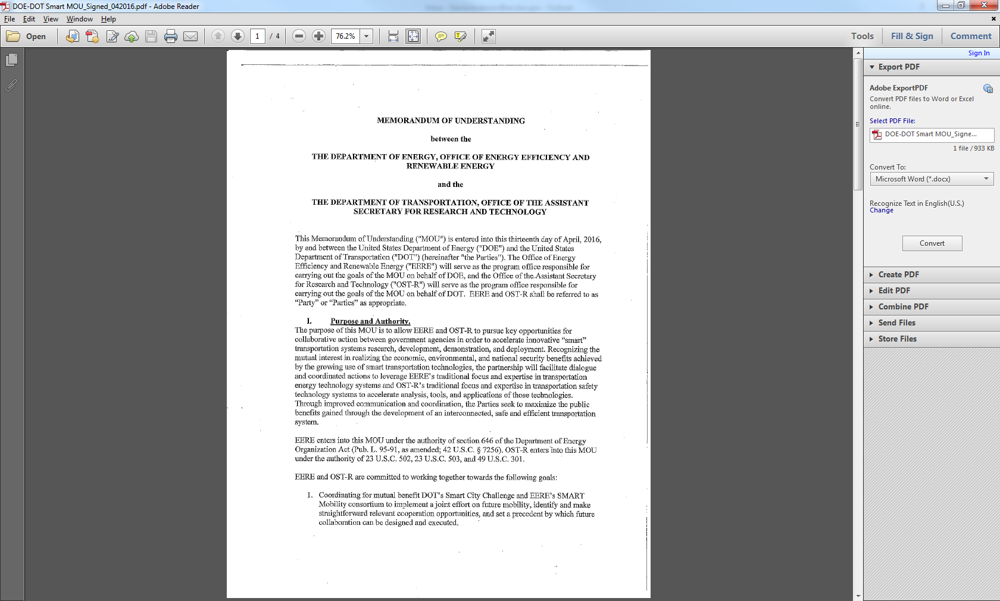 DOE-DOT Smart MOU_Signed_042016.pdf - Adobe Reader
File Edit View Window Help
Open 1 / 4 76.2% Tools Fill & Sign Comment
Sign In
MEMORANDUM OF UNDERSTANDING
between the
THE DEPARTMENT OF ENERGY, OFFICE OF ENERGY EFFICIENCY AND
RENEWABLE ENERGY
and the
THE DEPARTMENT OF TRANSPORTATION, OFFICE OF THE ASSISTANT
SECRETARY FOR RESEARCH AND TECHNOLOGY
This Memorandum of Understanding ("MOU") is entered into this thirteenth day of April, 2016,
by and between the United States Department of Energy ("DOE") and the United States
Department of Transportation ("DOT") (hereinafter "the Parties"). The Office of Energy
Efficiency and Renewable Energy ("EERE") will serve as the program office responsible for
carrying out the goals of the MOU on behalf of DOE, and the Office of the Assistant Secretary
for Research and Technology ("OST-R") will serve as the program office responsible for
carrying out the goals of the MOU on behalf of DOT. EERE and OST-R shall be referred to as
“Party” or “Parties” as appropriate.
I. Purpose and Authority.
The purpose of this MOU is to allow EERE and OST-R to pursue key opportunities for
collaborative action between government agencies in order to accelerate innovative “smart”
transportation systems research, development, demonstration, and deployment. Recognizing the
mutual interest in realizing the economic, environmental, and national security benefits achieved
by the growing use of smart transportation technologies, the partnership will facilitate dialogue
and coordinated actions to leverage EERE’s traditional focus and expertise in transportation
energy technology systems and OST-R’s traditional focus and expertise in transportation safety
technology systems to accelerate analysis, tools, and applications of those technologies.
Through improved communication and coordination, the Parties seek to maximize the public
benefits gained through the development of an interconnected, safe and efficient transportation
system.
EERE enters into this MOU under the authority of section 646 of the Department of Energy
Organization Act (Pub. L. 95-91, as amended; 42 U.S.C. § 7256). OST-R enters into this MOU
under the authority of 23 U.S.C. 502, 23 U.S.C. 503, and 49 U.S.C. 301.
EERE and OST-R are committed to working together towards the following goals:
1. Coordinating for mutual benefit DOT’s Smart City Challenge and EERE’s SMART
Mobility consortium to implement a joint effort on future mobility, identify and make
straightforward relevant cooperation opportunities, and set a precedent by which future
collaboration can be designed and executed.
Export PDF
Adobe ExportPDF
Convert PDF files to Word or Excel
online.
Select PDF File:
DOE-DOT Smart MOU_Signe...
1 file / 933 KB
Convert To:
Microsoft Word (*.docx)
Recognize Text in English(U.S.)
Change
Convert
Create PDF
Edit PDF
Combine PDF
Send Files
Store Files